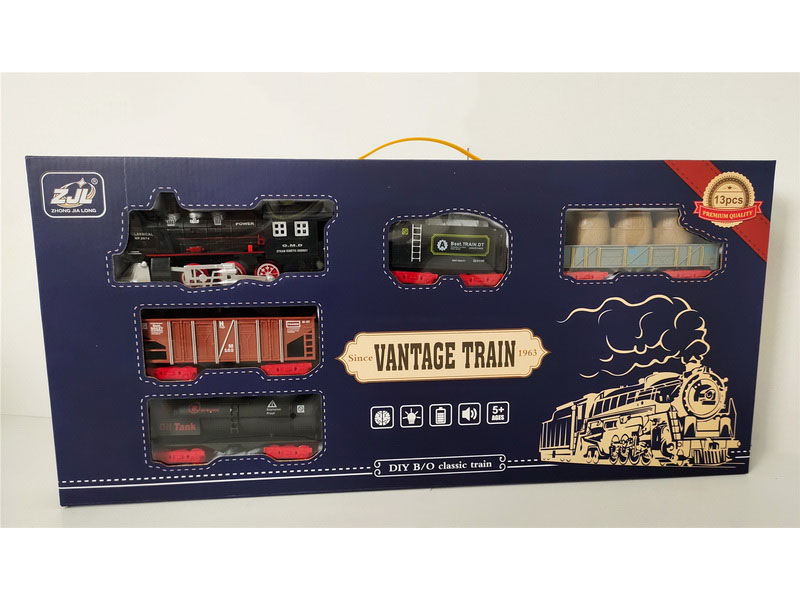 ZJL®
ZHONG JIA LONG
13pcs
PREMIUM QUALITY
POWER
G.M.D
Best.TRAIN.DT
A
Since VANTAGE TRAIN 1963
M
Oil Tank
5+
AGES
DIY B/O classic train